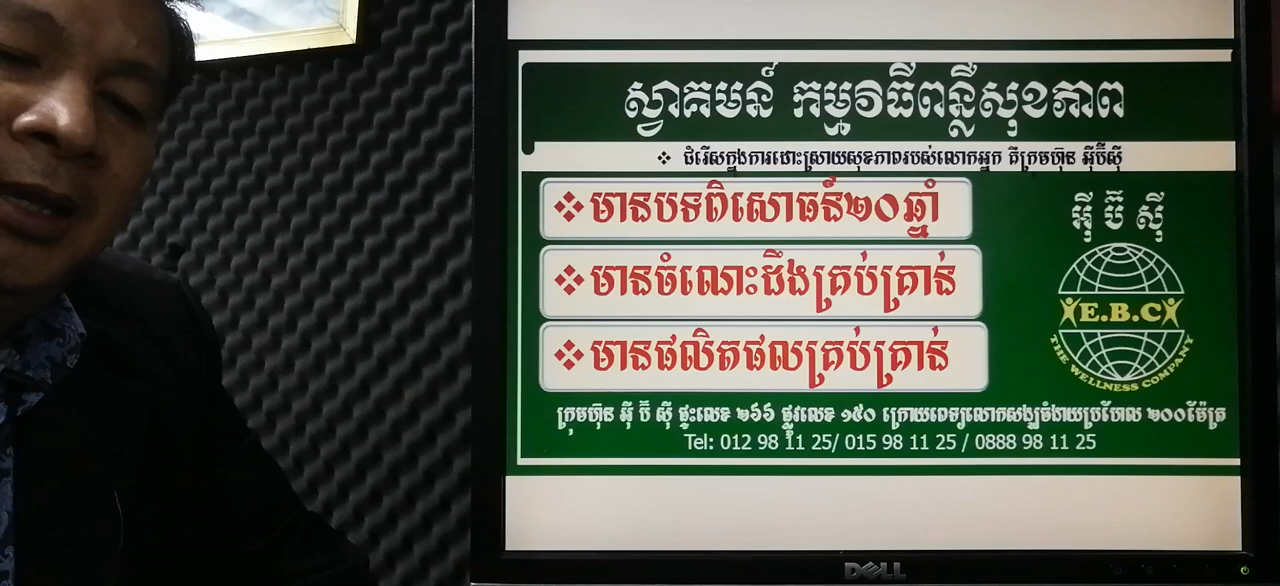 ស្វាគមន៍ កម្មវិធីពន្លឺសុខភាព
❖ ជំរើសក្នុងការដោះស្រាយសុខភាពរបស់លោកអ្នក គឺក្រុមហ៊ុន អ៊ីប៊ីស៊ី
❖មានបទពិសោធន៍២០ឆ្នាំ
❖មានចំណេះដឹងគ្រប់គ្រាន់
❖មានផលិតផលគ្រប់គ្រាន់
អ៊ី ប៊ី ស៊ី
E.B.C
THE WELLNESS COMPANY
ក្រុមហ៊ុន អ៊ី ប៊ី ស៊ី ផ្ទះលេខ ២៦៦ ផ្លូវលេខ ១៥០ ក្រោយពេទ្យលោកសង្ឃចំងាយប្រហែល ២០០ម៉ែត្រ
Tel: 012 98 11 25/ 015 98 11 25 / 0888 98 11 25
DELL